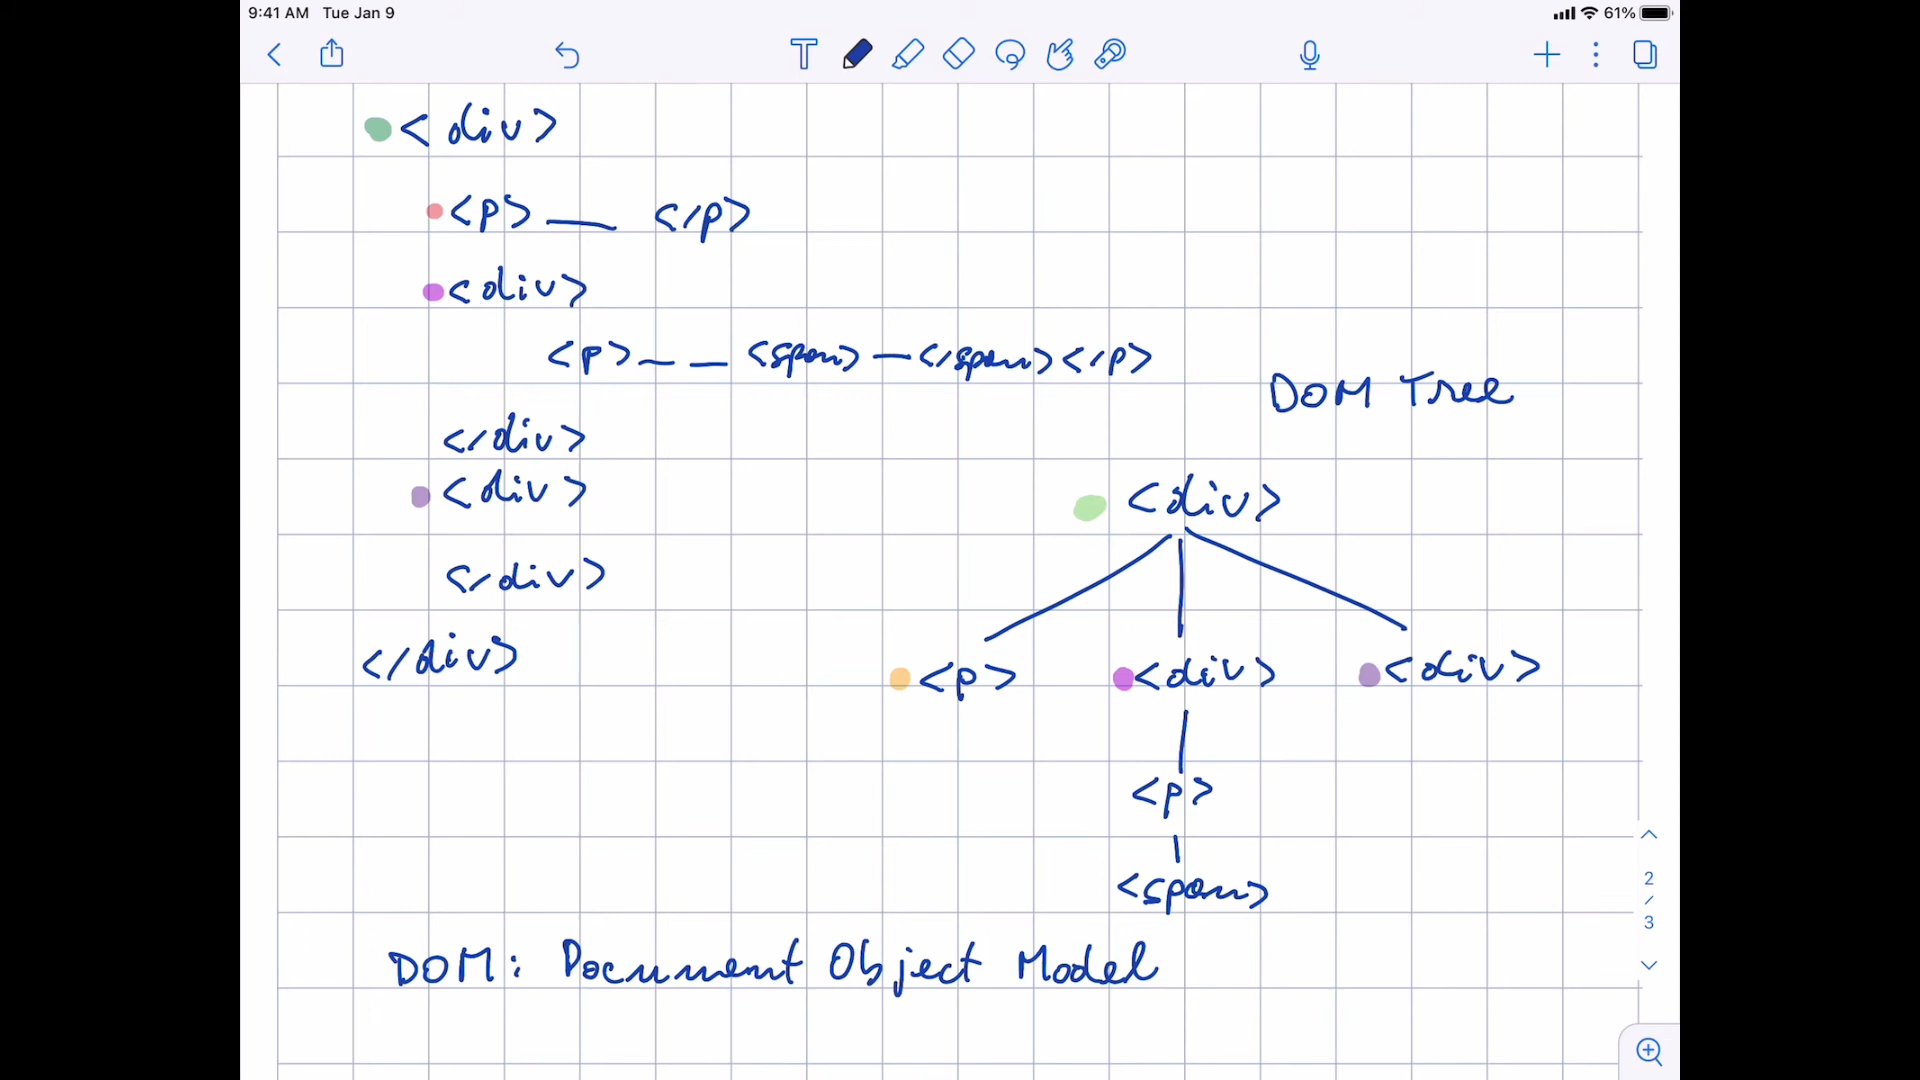 9:41 AM Tue Jan 9 61%
T
<div>
<p> __ </p>
<div>
<p> _ _ <span> — </span></p>
</div>
<div>
</div>
</div>
DOM Tree
<div>
<p> <div> <div>
<p>
<span>
DOM: Document Object Model
2
/
3